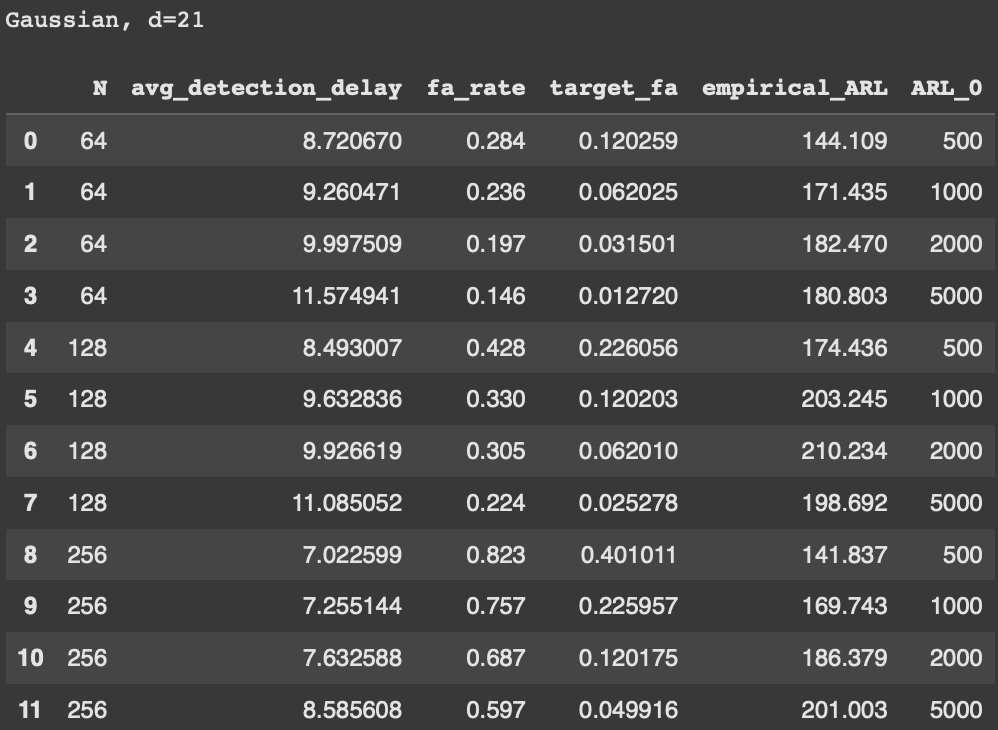 Gaussian, d=21
N avg_detection_delay fa_rate target_fa empirical_ARL ARL_0
0 64 8.720670 0.284 0.120259 144.109 500
1 64 9.260471 0.236 0.062025 171.435 1000
2 64 9.997509 0.197 0.031501 182.470 2000
3 64 11.574941 0.146 0.012720 180.803 5000
4 128 8.493007 0.428 0.226056 174.436 500
5 128 9.632836 0.330 0.120203 203.245 1000
6 128 9.926619 0.305 0.062010 210.234 2000
7 128 11.085052 0.224 0.025278 198.692 5000
8 256 7.022599 0.823 0.401011 141.837 500
9 256 7.255144 0.757 0.225957 169.743 1000
10 256 7.632588 0.687 0.120175 186.379 2000
11 256 8.585608 0.597 0.049916 201.003 5000